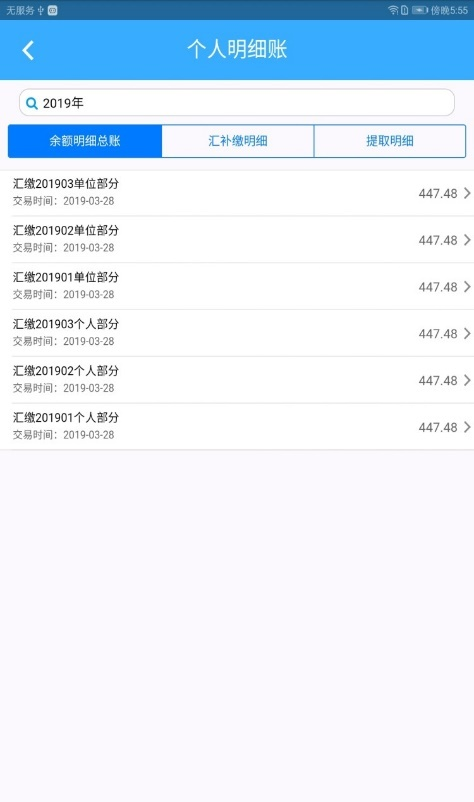 无服务
傍晚5:55
个人明细账
2019年
余额明细总账
汇补缴明细
提取明细
汇缴201903单位部分
447.48
交易时间：2019-03-28
汇缴201902单位部分
447.48
交易时间：2019-03-28
汇缴201901单位部分
447.48
交易时间：2019-03-28
汇缴201903个人部分
447.48
交易时间：2019-03-28
汇缴201902个人部分
447.48
交易时间：2019-03-28
汇缴201901个人部分
447.48
交易时间：2019-03-28